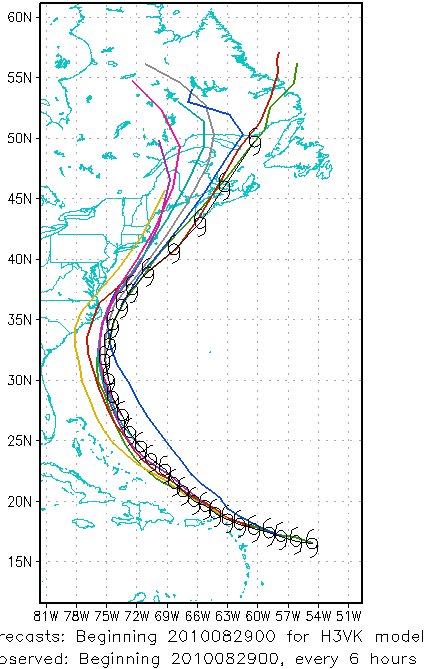 60N
55N
50N
45N
40N
35N
30N
25N
20N
15N
81W 78W 75W 72W 69W 66W 63W 60W 57W 54W 51W
recasts: Beginning 2010082900 for H3VK model
oserved: Beginning 2010082900, every 6 hours